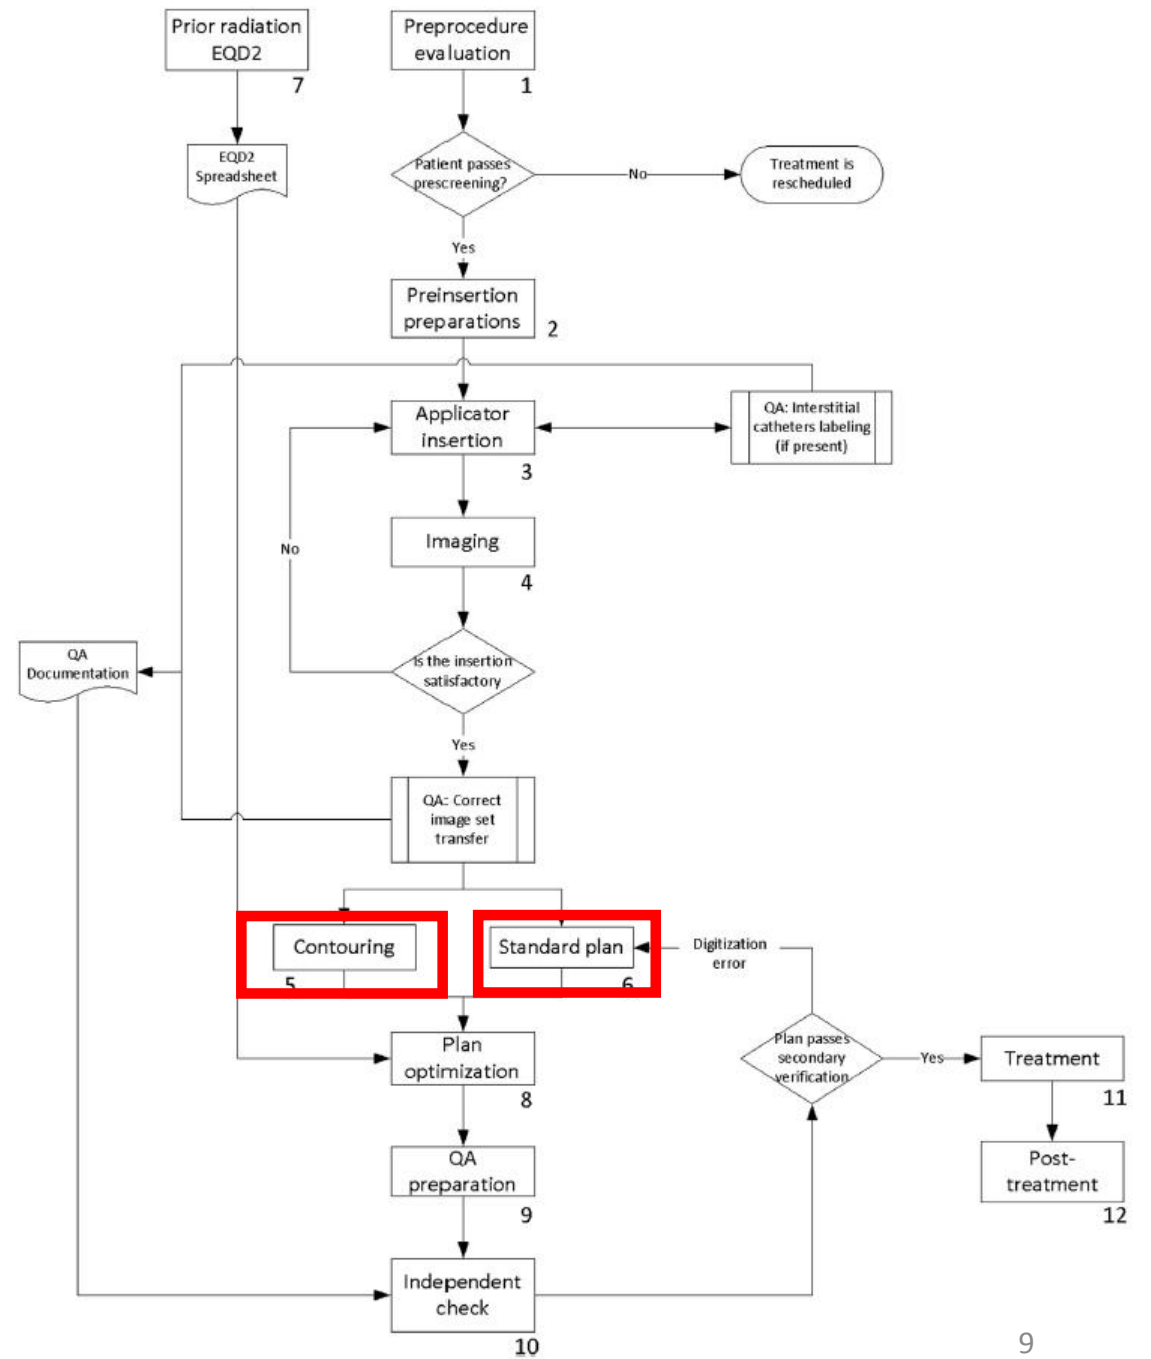 Prior radiation
EQD2
7
Preprocedure
evaluation
1
EQD2
Spreadsheet
Patient passes
prescreening?
No
Treatment is
rescheduled
Yes
Preinsertion
preparations
2
Applicator
insertion
3
QA: Interstitial
catheters labeling
(if present)
Imaging
4
No
Is the insertion
satisfactory
QA
Documentation
Yes
QA: Correct
image set
transfer
Contouring
5
Standard plan
6
Digitization
error
Plan
optimization
8
Plan passes
secondary
verification
Yes
Treatment
11
QA
preparation
9
Post-
treatment
12
Independent
check
10
9